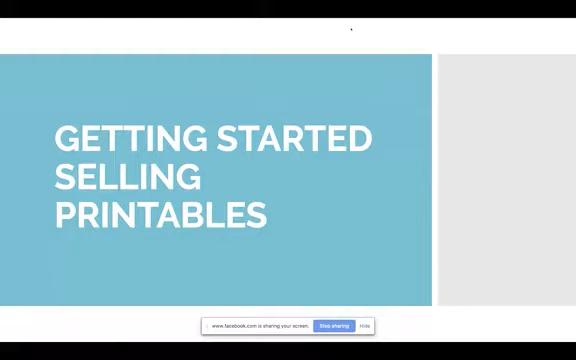 GETTING STARTED
SELLING
PRINTABLES
www.facebook.com is sharing your screen. Stop sharing Hide